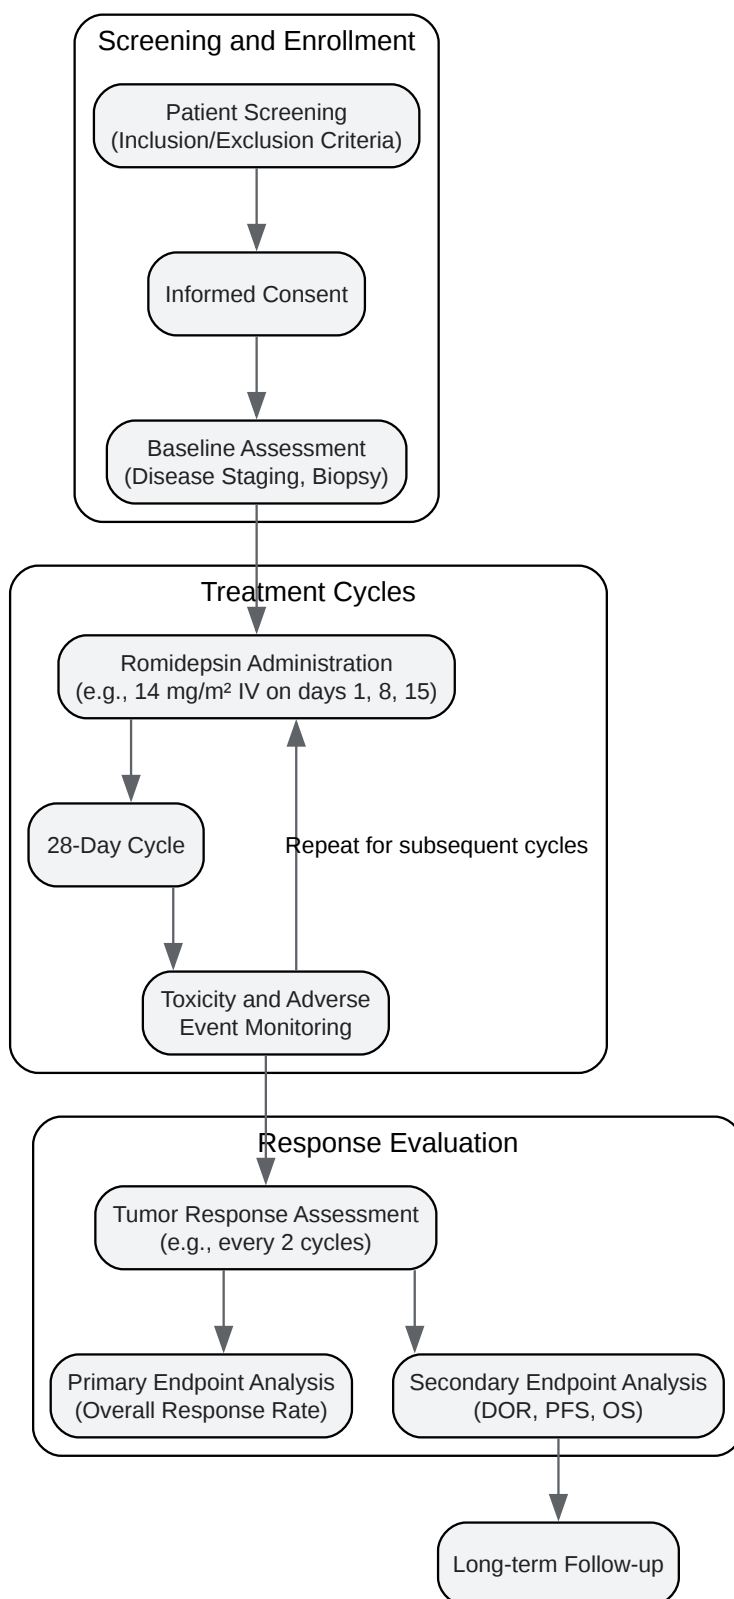 Screening and Enrollment
Patient Screening
(Inclusion/Exclusion Criteria)
Informed Consent
Baseline Assessment
(Disease Staging, Biopsy)
Treatment Cycles
Romidepsin Administration
(e.g., 14 mg/m² IV on days 1, 8, 15)
28-Day Cycle
Repeat for subsequent cycles
Toxicity and Adverse
Event Monitoring
Response Evaluation
Tumor Response Assessment
(e.g., every 2 cycles)
Primary Endpoint Analysis
(Overall Response Rate)
Secondary Endpoint Analysis
(DOR, PFS, OS)
Long-term Follow-up